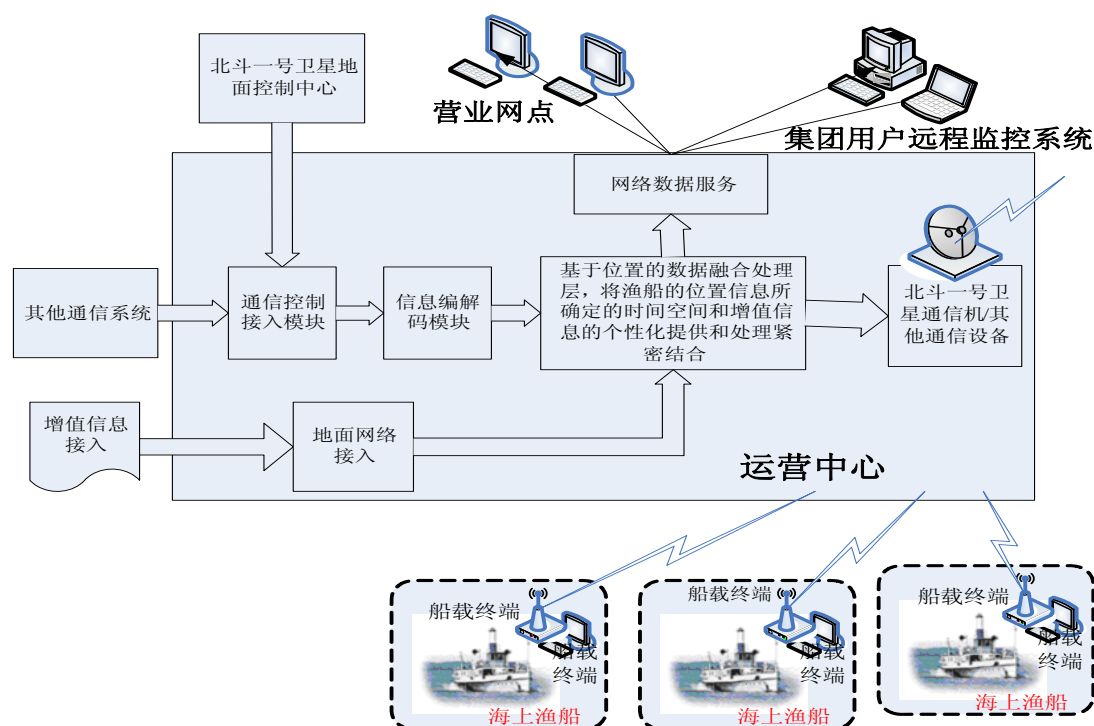 北斗一号卫星地
面控制中心
营业网点
集团用户远程监控系统
网络数据服务
其他通信系统
通信控制
接入模块
信息编解
码模块
基于位置的数据融合处理
层，将渔船的位置信息所
确定的时间空间和增值信
息的个性化提供和处理紧
密结合
北斗一号卫
星通信机/其
他通信设备
增值信息
接入
地面网络
接入
运营中心
船载终端
船载
终端
海上渔船
船载终端
船载
终端
海上渔船
船载终端
船载
终端
海上渔船